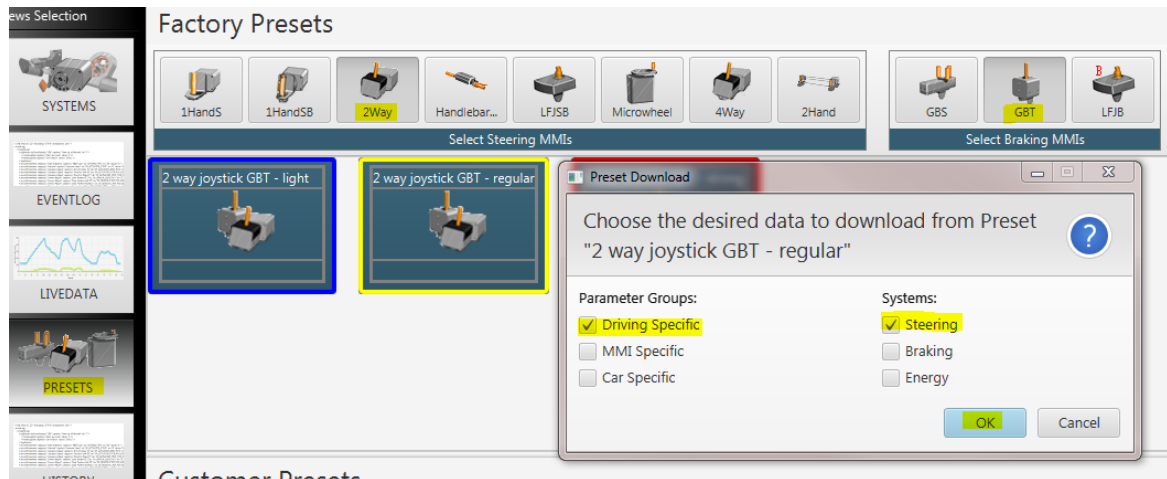 ews Selection
Factory Presets
SYSTEMS
1HandS
1HandSB
2Way
Handlebar...
LFJSB
Microwheel
4Way
2Hand
GBS
GBT
B
LFJB
Select Steering MMIs
Select Braking MMIs
EVENTLOG
2 way joystick GBT - light
2 way joystick GBT - regular
Preset Download
Choose the desired data to download from Preset
"2 way joystick GBT - regular"
?
LIVEDATA
Parameter Groups:
Systems:
Driving Specific
Steering
MMI Specific
Braking
Car Specific
Energy
PRESETS
OK
Cancel
HISTORY
Customer Presets